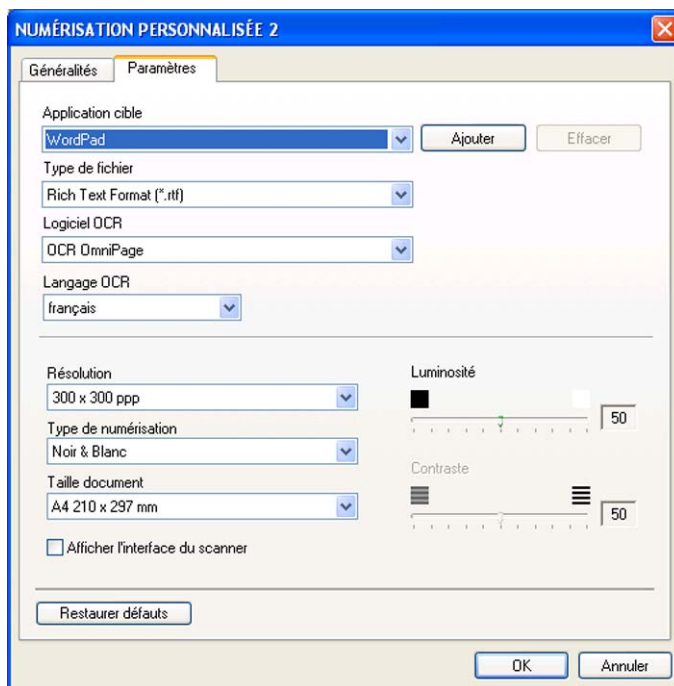 NUMÉRISATION PERSONNALISÉE 2
Généralités Paramètres
Application cible
WordPad Ajouter Effacer
Type de fichier
Rich Text Format (*.rtf)
Logiciel OCR
OCR OmniPage
Langage OCR
français
Résolution
300 x 300 ppp
Type de numérisation
Noir & Blanc
Taille document
A4 210 x 297 mm
Afficher l'interface du scanner
Luminosité
50
Contraste
50
Restaurer défauts
OK Annuler